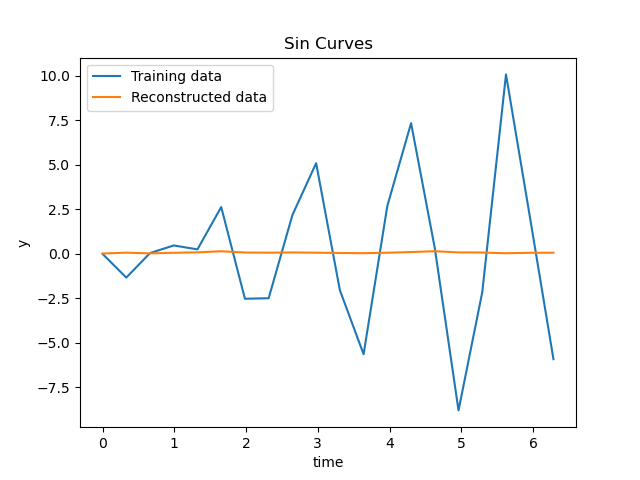 Sin Curves
Training data
Reconstructed data
10.0
7.5
5.0
2.5
0.0
−2.5
−5.0
−7.5
y
0 1 2 3 4 5 6
time